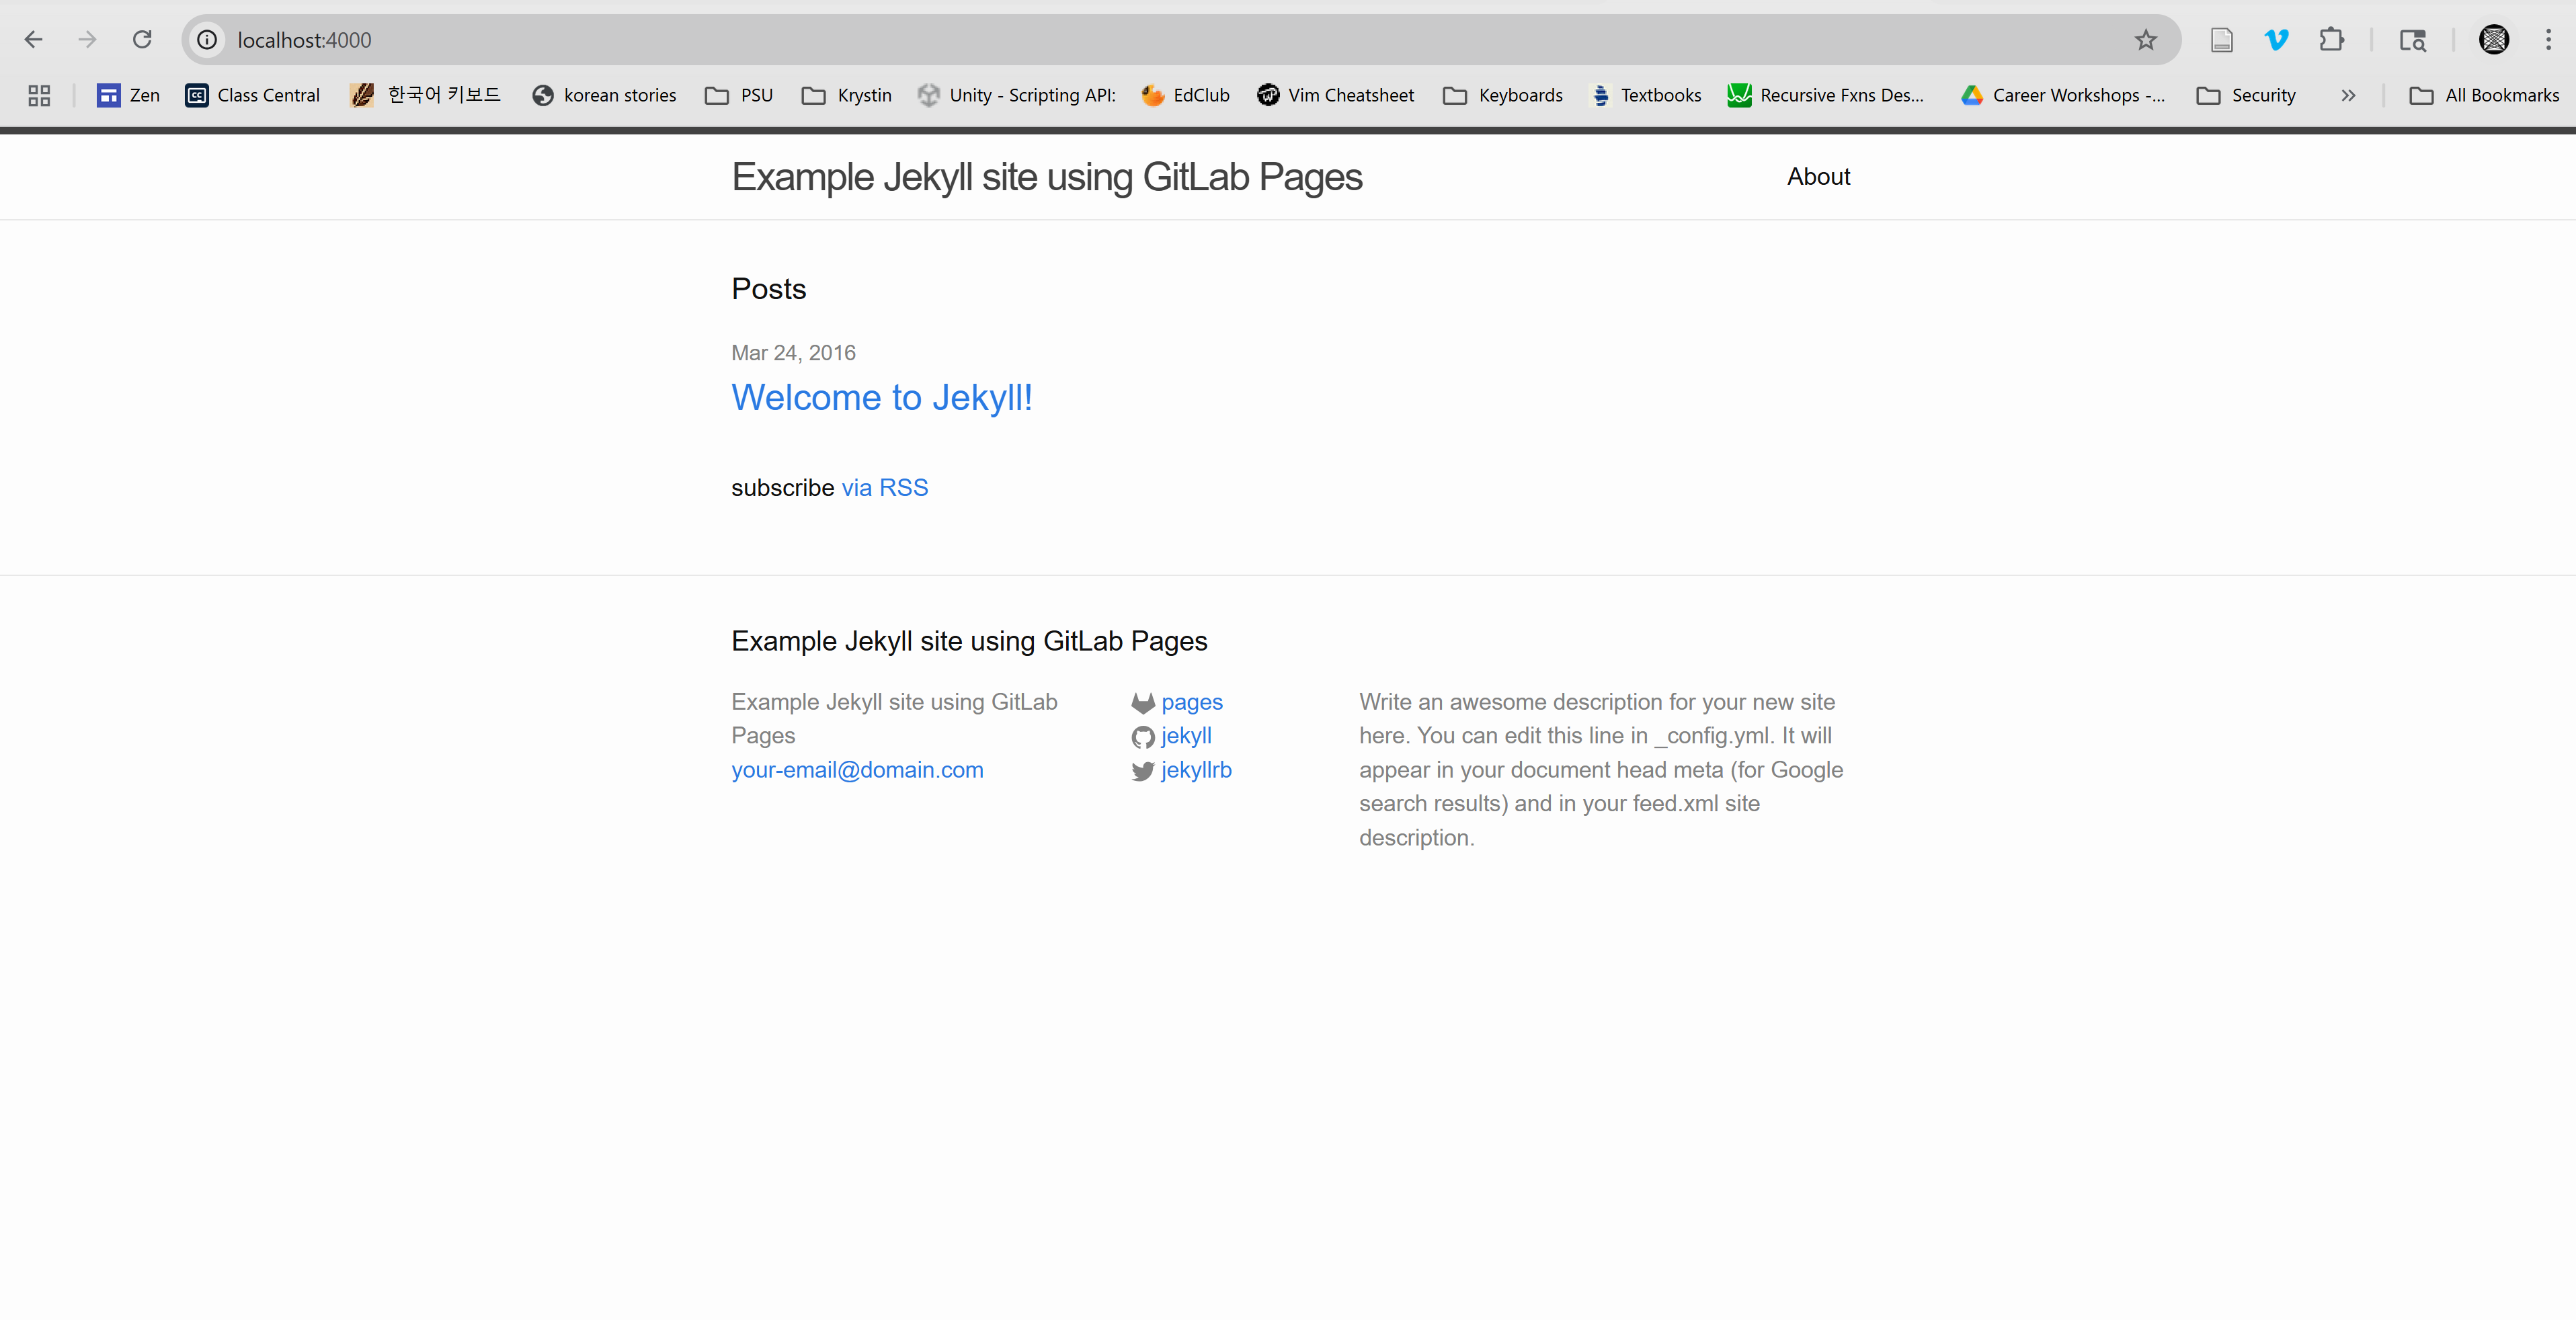 localhost:4000
Zen Class Central 한국어 키보드 korean stories PSU Krystin Unity - Scripting API: EdClub Vim Cheatsheet Keyboards Textbooks Recursive Fxns Des... Career Workshops -... Security All Bookmarks
Example Jekyll site using GitLab Pages
About
Posts
Mar 24, 2016
Welcome to Jekyll!
subscribe via RSS
Example Jekyll site using GitLab Pages
Example Jekyll site using GitLab
Pages
your-email@domain.com
pages
jekyll
jekyllrb
Write an awesome description for your new site
here. You can edit this line in _config.yml. It will
appear in your document head meta (for Google
search results) and in your feed.xml site
description.